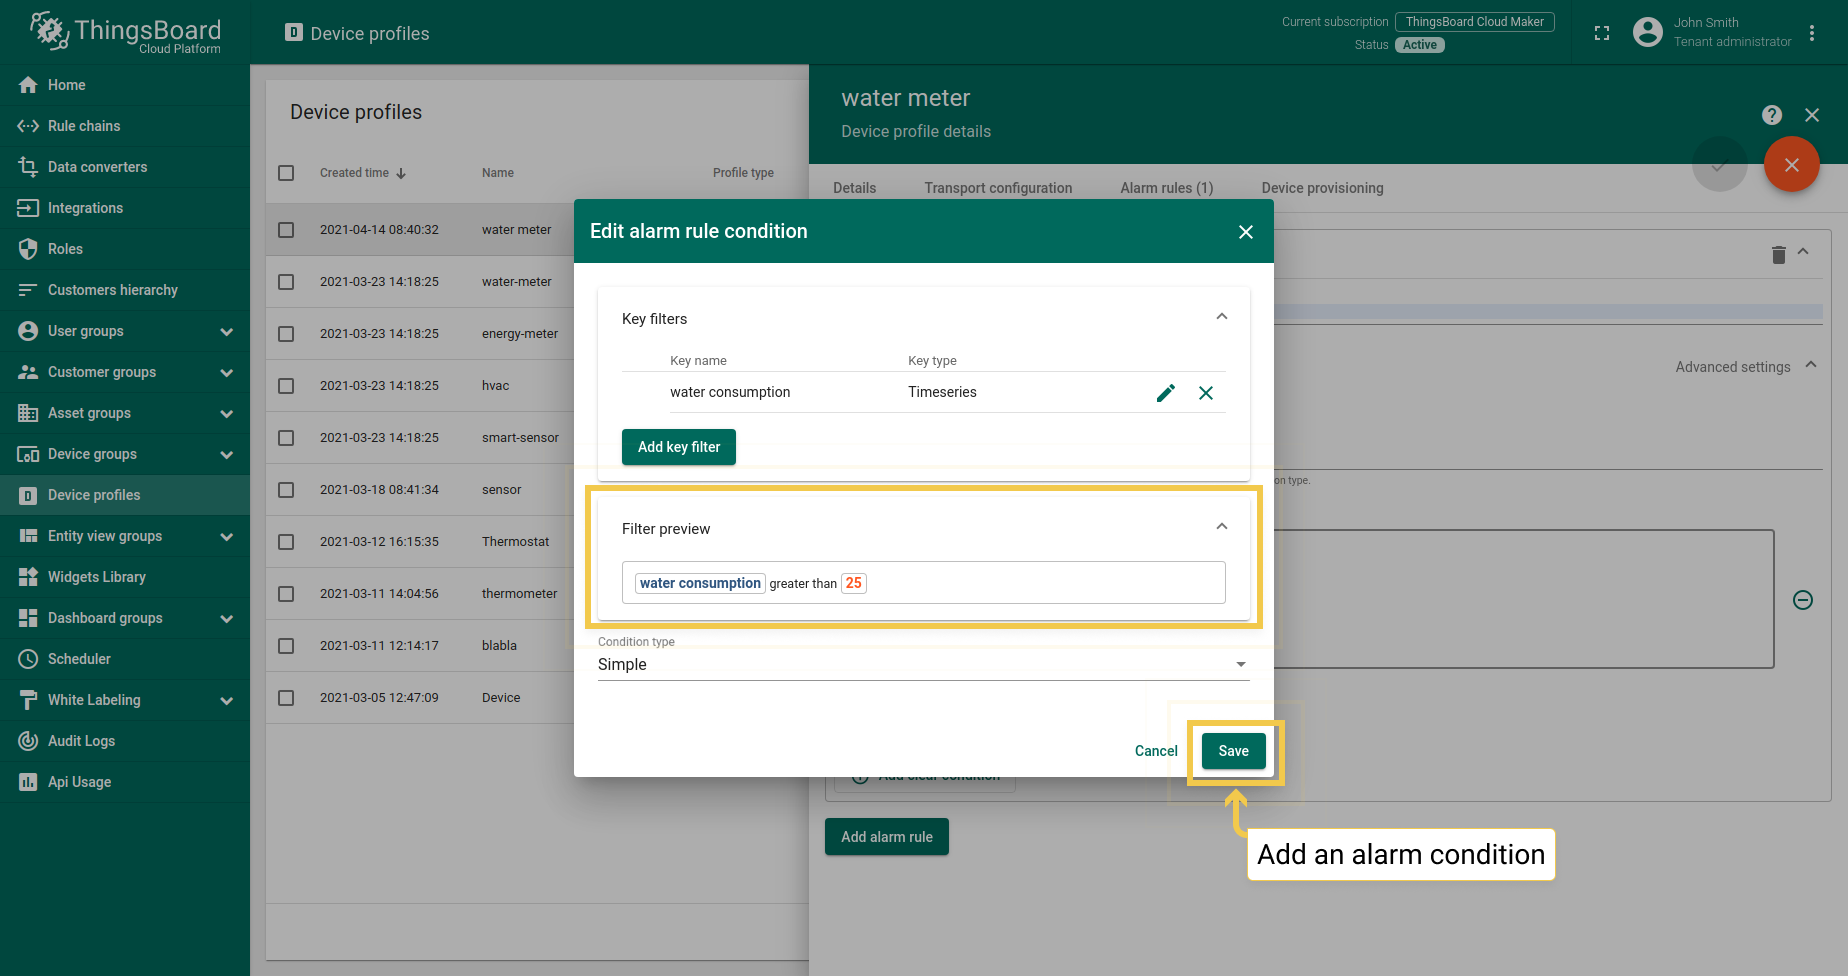 ThingsBoard
Cloud Platform
Device profiles
Current subscription ThingsBoard Cloud Maker
Status Active
John Smith
Tenant administrator
Home
Rule chains
Data converters
Integrations
Roles
Customers hierarchy
User groups
Customer groups
Asset groups
Device groups
Device profiles
Entity view groups
Widgets Library
Dashboard groups
Scheduler
White Labeling
Audit Logs
Api Usage
Device profiles
Created time Name Profile type
2021-04-14 08:40:32 water meter
2021-03-23 14:18:25 water-meter
2021-03-23 14:18:25 energy-meter
2021-03-23 14:18:25 hvac
2021-03-23 14:18:25 smart-sensor
2021-03-18 08:41:34 sensor
2021-03-12 16:15:35 Thermostat
2021-03-11 14:04:56 thermometer
2021-03-11 12:14:17 blabla
2021-03-05 12:47:09 Device
water meter
Device profile details
Details Transport configuration Alarm rules (1) Device provisioning
Advanced settings
on type.
Edit alarm rule condition
Key filters
Key name Key type
water consumption Timeseries
Add key filter
Filter preview
water consumption greater than 25
Condition type
Simple
Cancel Save
Add clear condition
Add alarm rule
Add an alarm condition